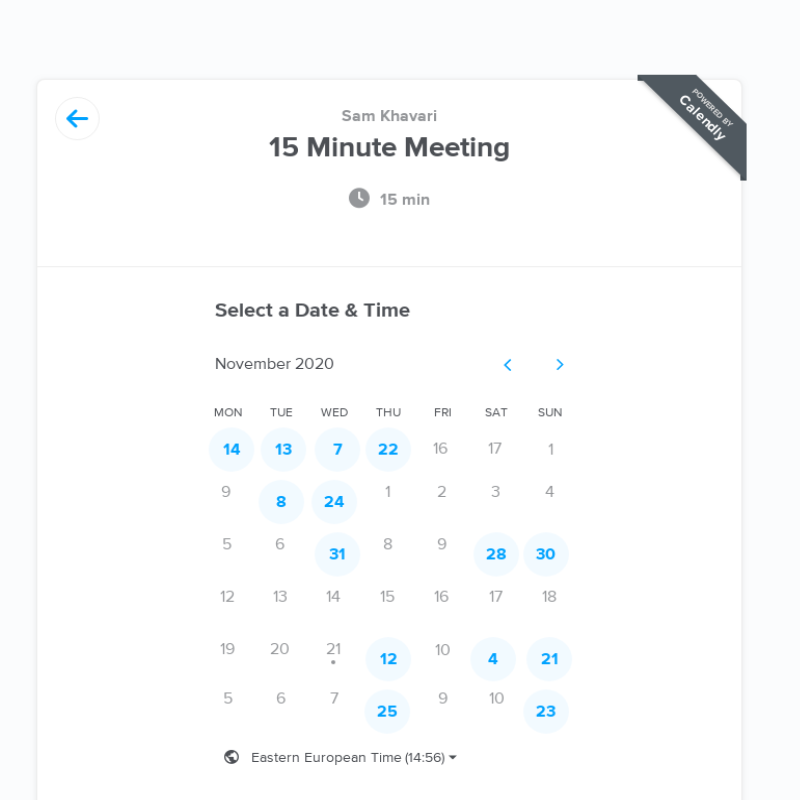 POWERED BY
Calendly
Sam Khavari
15 Minute Meeting
15 min
Select a Date & Time
November 2020
MON TUE WED THU FRI SAT SUN
14 13 7 22 16 17 1
9 8 24 1 2 3 4
5 6 31 8 9 28 30
12 13 14 15 16 17 18
19 20 21 12 10 4 21
5 6 7 25 9 10 23
Eastern European Time (14:56)